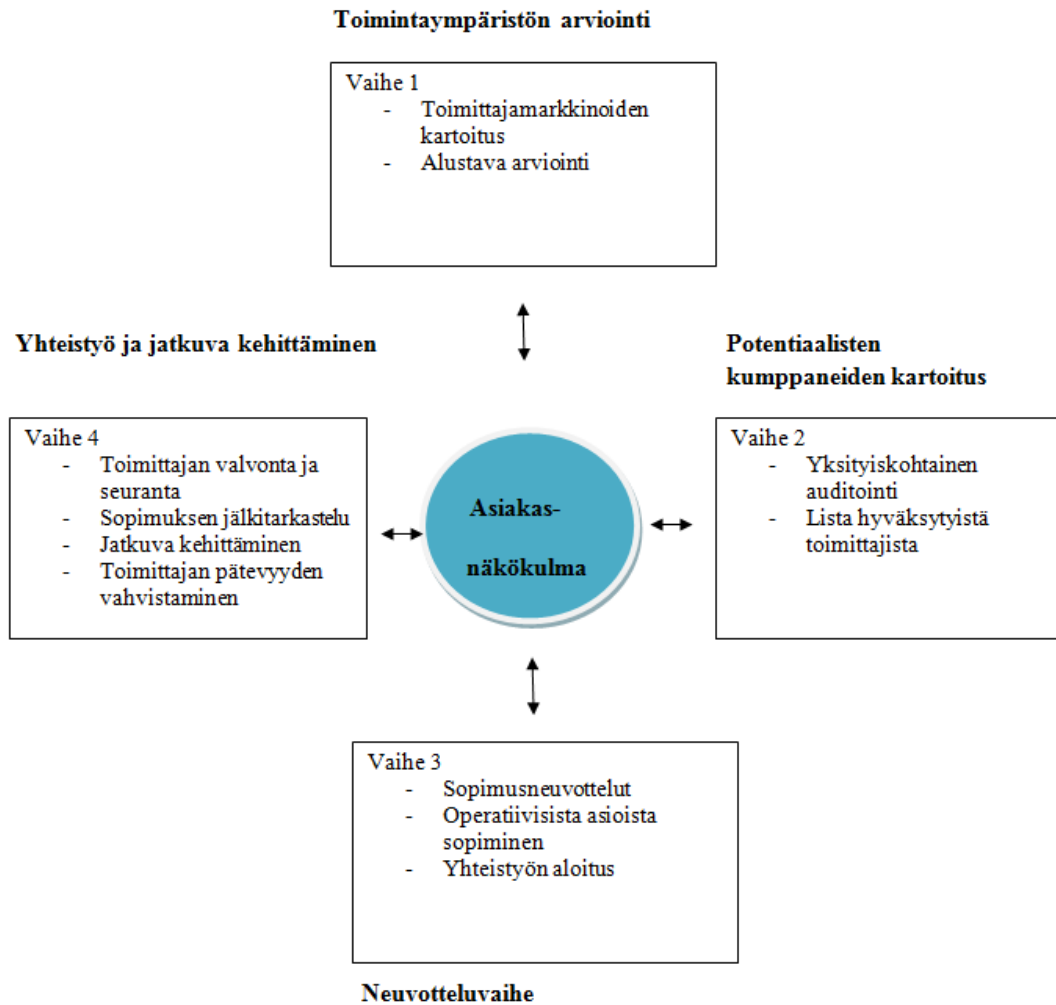 Toimintaympäristön arviointi
Vaihe 1
- Toimittajamarkkinoiden
kartoitus
- Alustava arviointi
Yhteistyö ja jatkuva kehittäminen
Vaihe 4
- Toimittajan valvonta ja
seuranta
- Sopimuksen jälkitarkastelu
- Jatkuva kehittäminen
- Toimittajan pätevyyden
vahvistaminen
Asiakas-
näkökulma
Potentiaalisten
kumppaneiden kartoitus
Vaihe 2
- Yksityiskohtainen
auditointi
- Lista hyväksytyistä
toimittajista
Vaihe 3
- Sopimusneuvottelut
- Operatiivisista asioista
sopiminen
- Yhteistyön aloitus
Neuvotteluvaihe